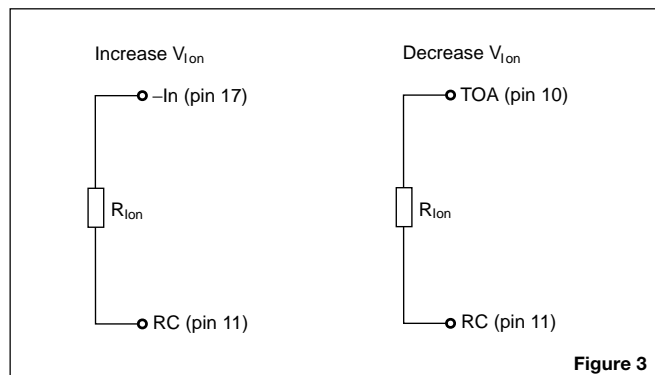 Increase VIon
–In (pin 17)
RIon
RC (pin 11)
Decrease VIon
TOA (pin 10)
RIon
RC (pin 11)
Figure 3